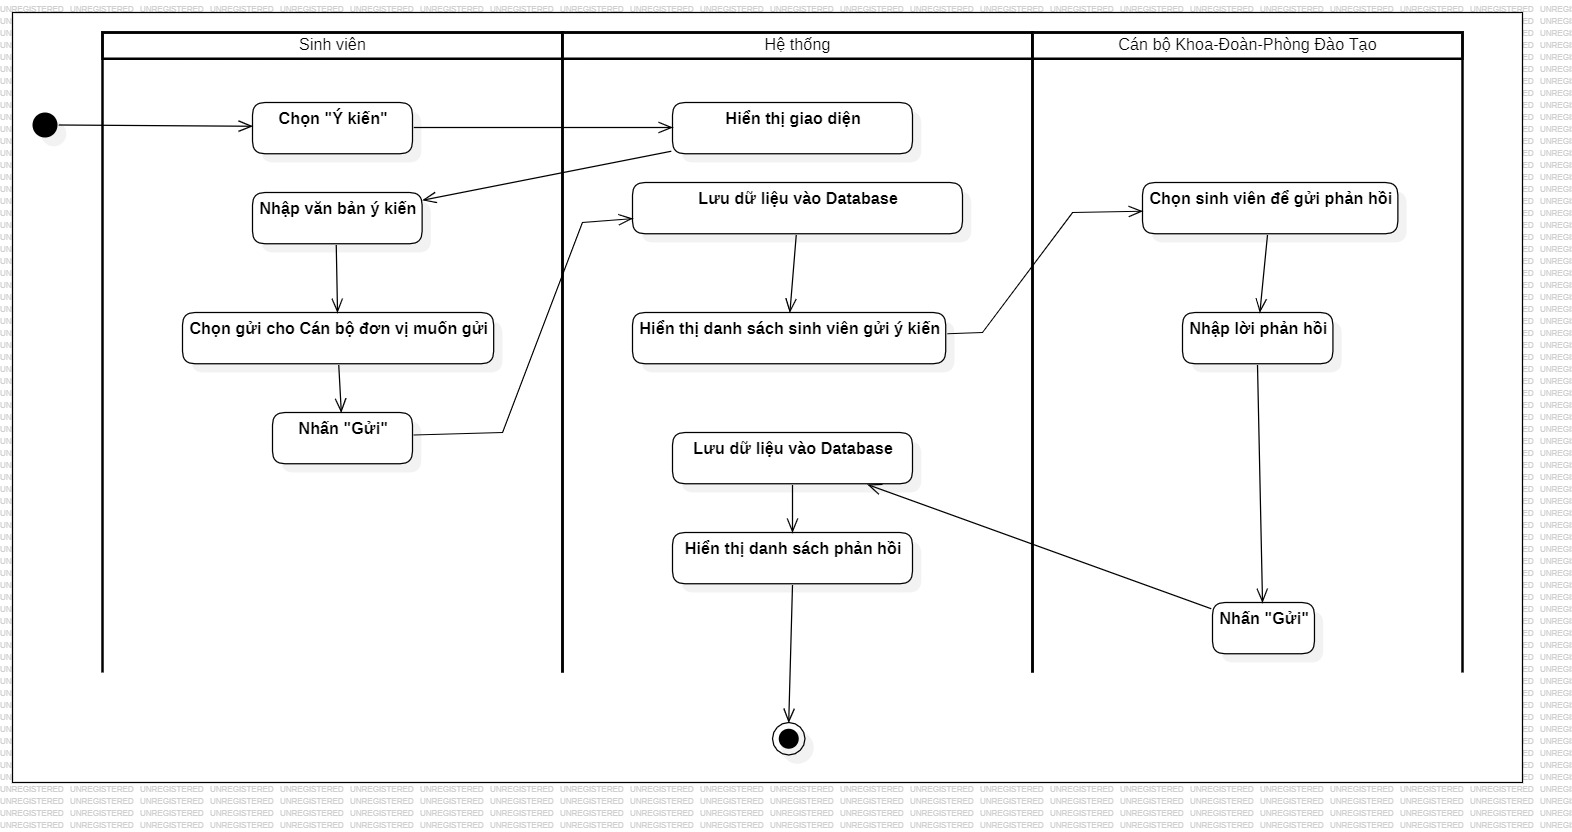 Sinh viên
Hệ thống
Cán bộ Khoa-Đoàn-Phòng Đào Tạo
Chọn "Ý kiến"
Hiển thị giao diện
Nhập văn bản ý kiến
Lưu dữ liệu vào Database
Chọn sinh viên để gửi phản hồi
Chọn gửi cho Cán bộ đơn vị muốn gửi
Hiển thị danh sách sinh viên gửi ý kiến
Nhập lời phản hồi
Nhấn "Gửi"
Lưu dữ liệu vào Database
Hiển thị danh sách phản hồi
Nhấn "Gửi"
UNREGISTERED